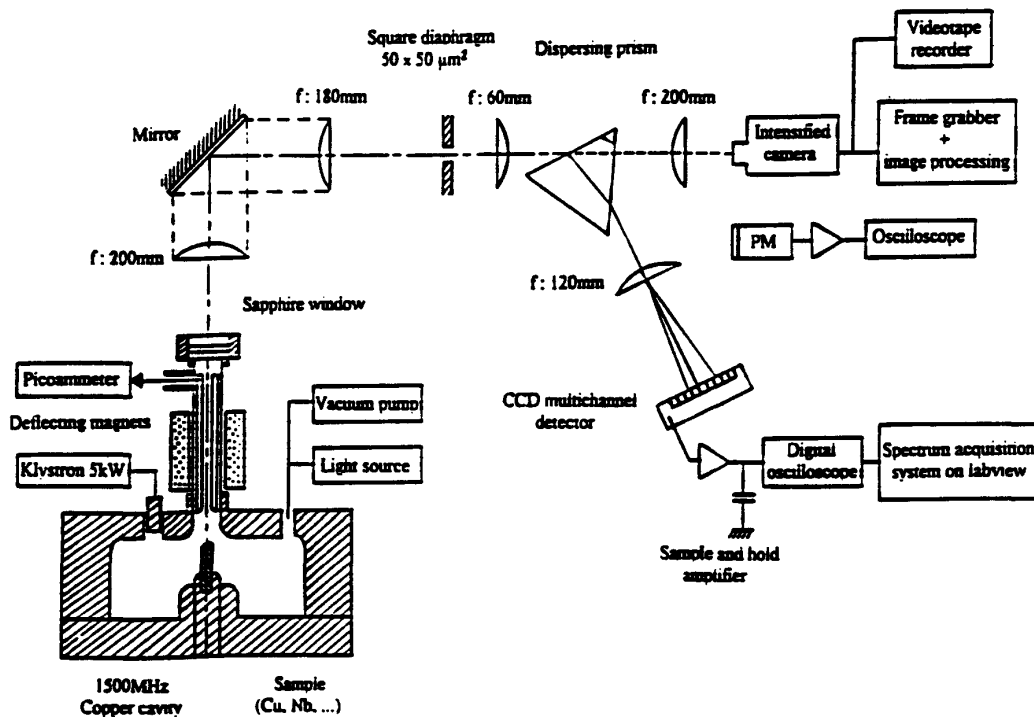 Square diaphragm
50 x 50 µm²
Dispersing prism
Videotape
recorder
f : 180mm
f : 60mm
f : 200mm
Mirror
Intensified
camera
Frame grabber
+
image processing
PM
Osciiloscope
f : 200mm
f : 120mm
Sapphire window
Picoammeter
Vacuum pump
CCD multichannel
detector
Deflecting magnets
Klystron 5kW
Light source
Digital
osciiloscope
Spectrum acquisition
system on labview
Sample and hold
amplifier
1500MHz
Copper cavity
Sample
(Cu, Nb, ...)